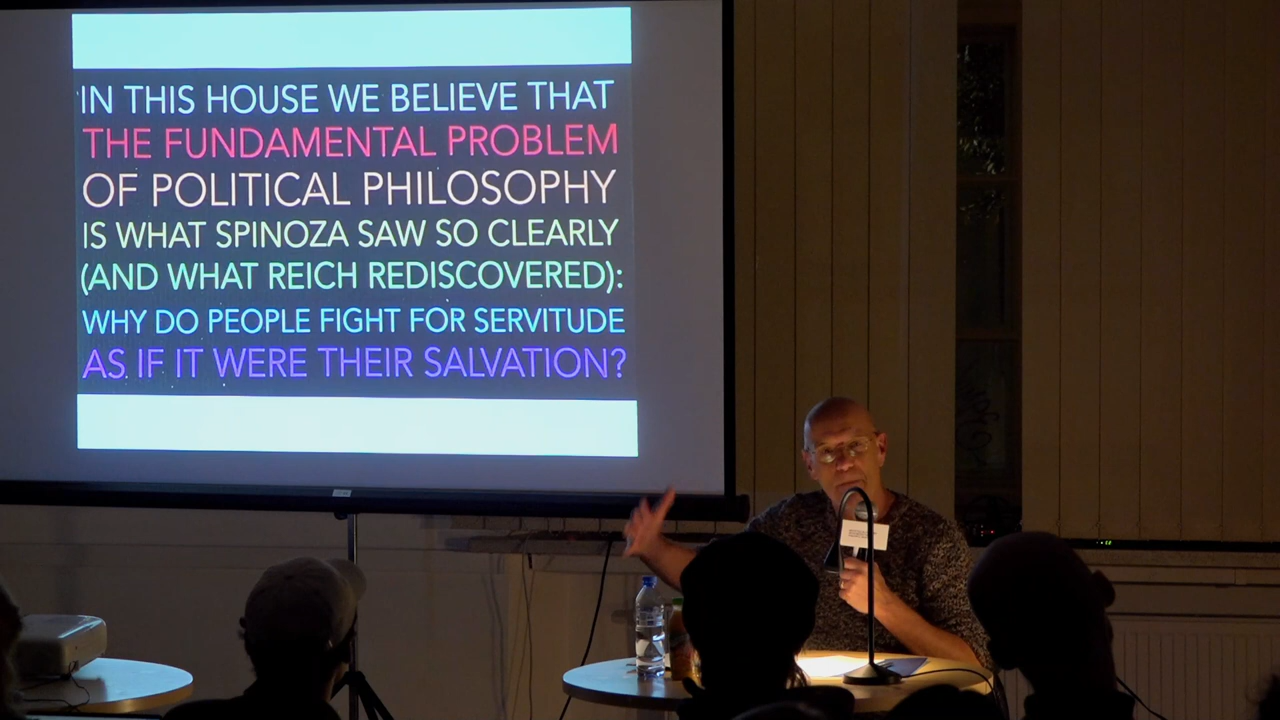 IN THIS HOUSE WE BELIEVE THAT
THE FUNDAMENTAL PROBLEM
OF POLITICAL PHILOSOPHY
IS WHAT SPINOZA SAW SO CLEARLY
(AND WHAT REICH REDISCOVERED):
WHY DO PEOPLE FIGHT FOR SERVITUDE
AS IF IT WERE THEIR SALVATION?